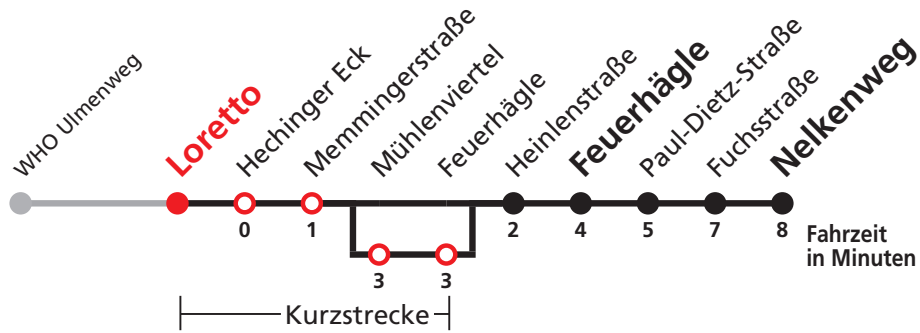 WHO Ulmenweg
Loretto
Hechinger Eck
Memmingerstraße
Mühlenviertel
Feuerhägle
Heinlenstraße
Feuerhägle
Paul-Dietz-Straße
Fuchsstraße
Nelkenweg
0
1
2
4
5
7
8
Fahrzeit
in Minuten
3
3
Kurzstrecke